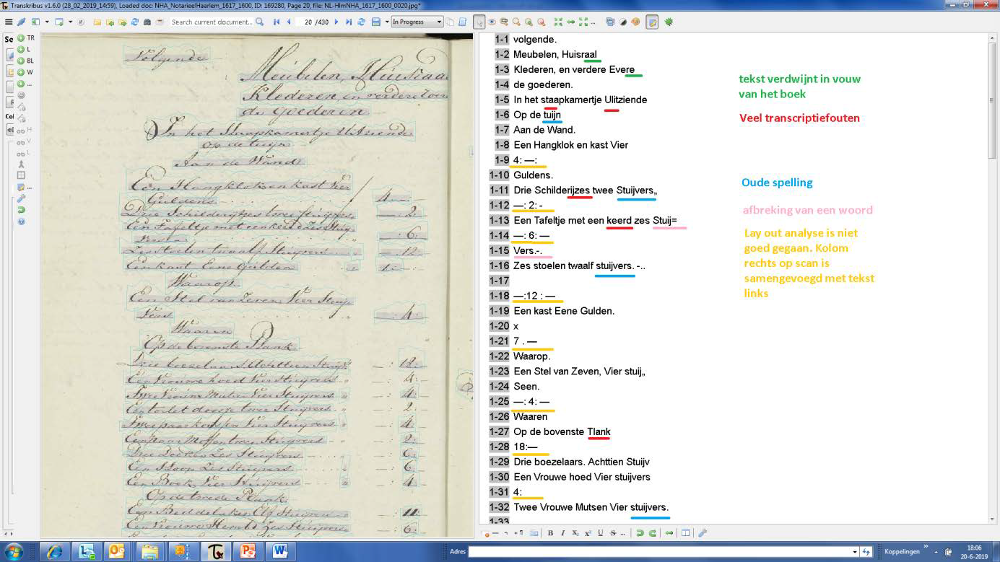 Transkribus v1.6.0 (28_02_2019_14:59), Loaded doc: NHA_Notarieel\Haarlem_1617_1600, ID: 169280, Page 20, file: NL-HlmNHA_1617_1600_0020.jpg*
Search current document... 20 /430 In Progress
Se
Col
TR
L
BL
W
H
V
L
Volgende
Meubelen, Huisraa
Klederen, en verdere
de goederen
In het Slaapkamertje Uitziende
op de tuijn
Aan de Wand
Een Hangklok en kast Vier
Guldens 4:—
Drie Schilderijtjes twee Stuijvers —: 2:
Een Tafeltje met een kleed zes Stuij
vers —: 6:
Zes stoelen twaalf Stuijvers —: 12:
Een kast Eene Gulden 1:—
Waarop
Een Stel van Zeven, Vier Stuij
vers —: 4:
Waaren
Op de bovenste Plank
Drie boezelaars, Achttien Stuij —: 18:
Een Vrouwe hoed Vier Stuijvers —: 4:
Twee Vrouwe Mutsen Vier Stuijvers —: 4:
Een toilet doosje twee Stuijvers —: 2:
Twee paar kousen Vier Stuijvers —: 4
Een paar Moffen twee Stuijvers —: 2:
Drie Doeken Zes Stuijvers —: 6:
Een Sloop Zes Stuijvers —: 6
Een Boek Vier Stuijvers —: 4
Op de twede Plank
Een Beddelaken Elf Stuijvers —: 11:
Een Vrouwe Hemd Zes Stuijvers —: 6:
1-1 volgende.
1-2 Meubelen, Huisraal
1-3 Klederen, en verdere Evere
1-4 de goederen.
1-5 In het staapkamertje Ulitziende
1-6 Op de tuijn
1-7 Aan de Wand.
1-8 Een Hangklok en kast Vier
1-9 4: —:
1-10 Guldens.
1-11 Drie Schilderijzes twee Stuijvers„
1-12 —: 2: -
1-13 Een Tafeltje met een keerd zes Stuij=
1-14 —: 6: —
1-15 Vers.-.
1-16 Zes stoelen twaalf stuijvers. -..
1-17
1-18 —:12 : —
1-19 Een kast Eene Gulden.
1-20 x
1-21 7 . —
1-22 Waarop.
1-23 Een Stel van Zeven, Vier stuij„
1-24 Seen.
1-25 —: 4: —
1-26 Waaren
1-27 Op de bovenste Tlank
1-28 18:—
1-29 Drie boezelaars. Achttien Stuijv
1-30 Een Vrouwe hoed Vier stuijvers
1-31 4:
1-32 Twee Vrouwe Mutsen Vier stuijvers.
1-33
tekst verdwijnt in vouw
van het boek
Veel transcriptiefouten
Oude spelling
afbreking van een woord
Lay out analyse is niet
goed gegaan. Kolom
rechts op scan is
samengevoegd met tekst
links
Adres
Koppelingen
18:06
20-6-2019